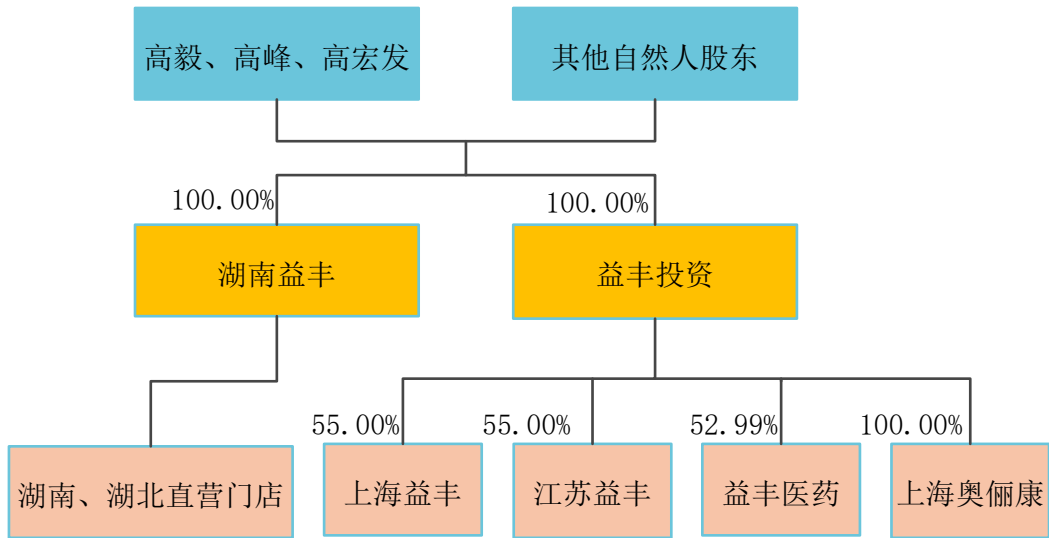 高毅、高峰、高宏发
其他自然人股东
100.00%
100.00%
湖南益丰
益丰投资
55.00%
55.00%
52.99%
100.00%
湖南、湖北直营门店
上海益丰
江苏益丰
益丰医药
上海奥俪康